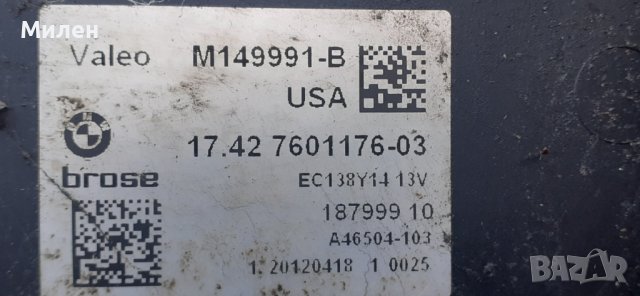 Милен
Valeo M149991-B
USA
17.42 7601176-03
brose EC138Y14 13V
187999 10
A46504-103
1. 20120418 1 0025
BAZAR